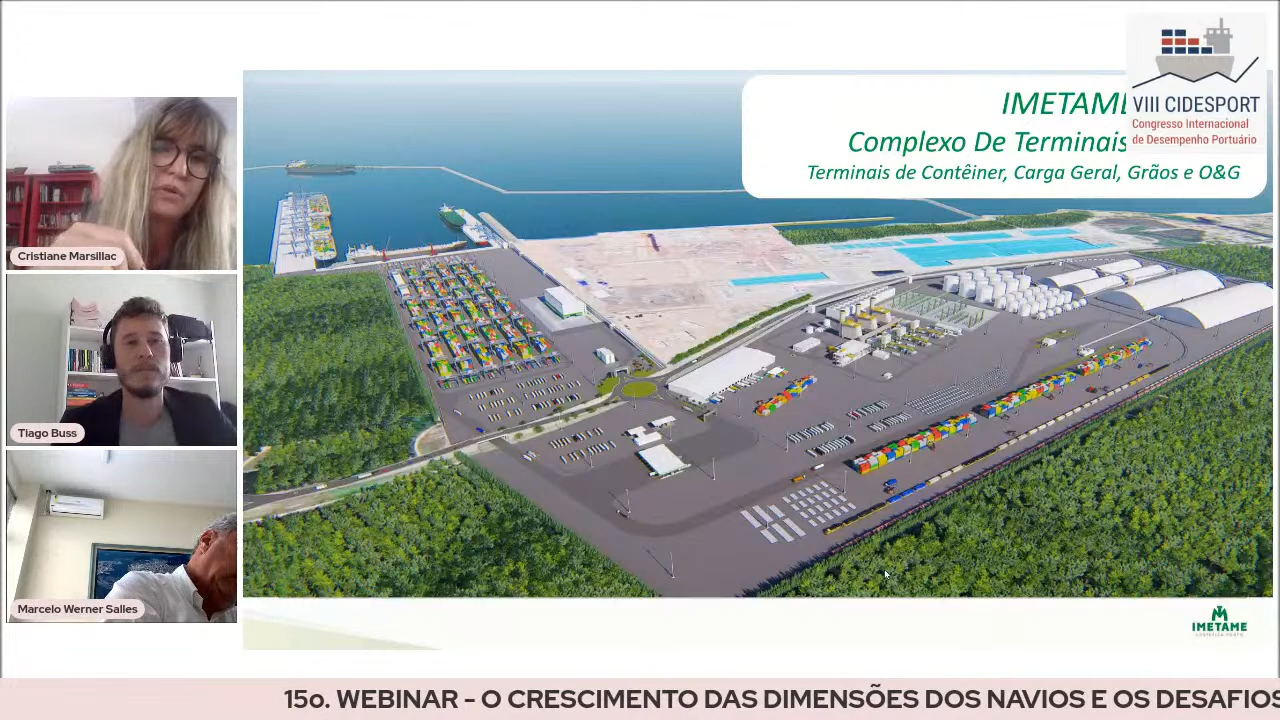 IMETAME
Complexo De Terminais
Terminais de Contêiner, Carga Geral, Grãos e O&G
VIII CIDESPORT
Congresso Internacional
de Desempenho Portuário
Cristiane Marsillac
Tiago Buss
Marcelo Werner Salles
IMETAME
15o. WEBINAR - O CRESCIMENTO DAS DIMENSÕES DOS NAVIOS E OS DESAFIOS